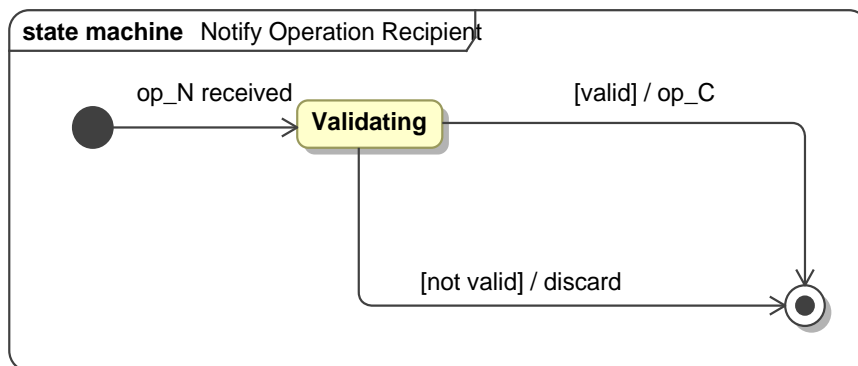 state machine Notify Operation Recipient
op_N received
[valid] / op_C
Validating
[not valid] / discard